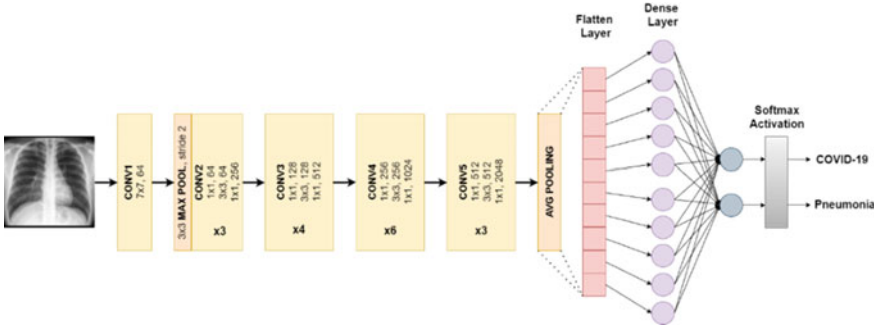 CONV1
7x7, 64
3x3 MAX POOL, stride 2
CONV2
1x1, 64
3x3, 64
1x1, 256
x3
CONV3
1x1, 128
3x3, 128
1x1, 512
x4
CONV4
1x1, 256
3x3, 256
1x1, 1024
x6
CONV5
1x1, 512
3x3, 512
1x1, 2048
x3
AVG POOLING
Flatten
Layer
Dense
Layer
Softmax
Activation
COVID-19
Pneumonia